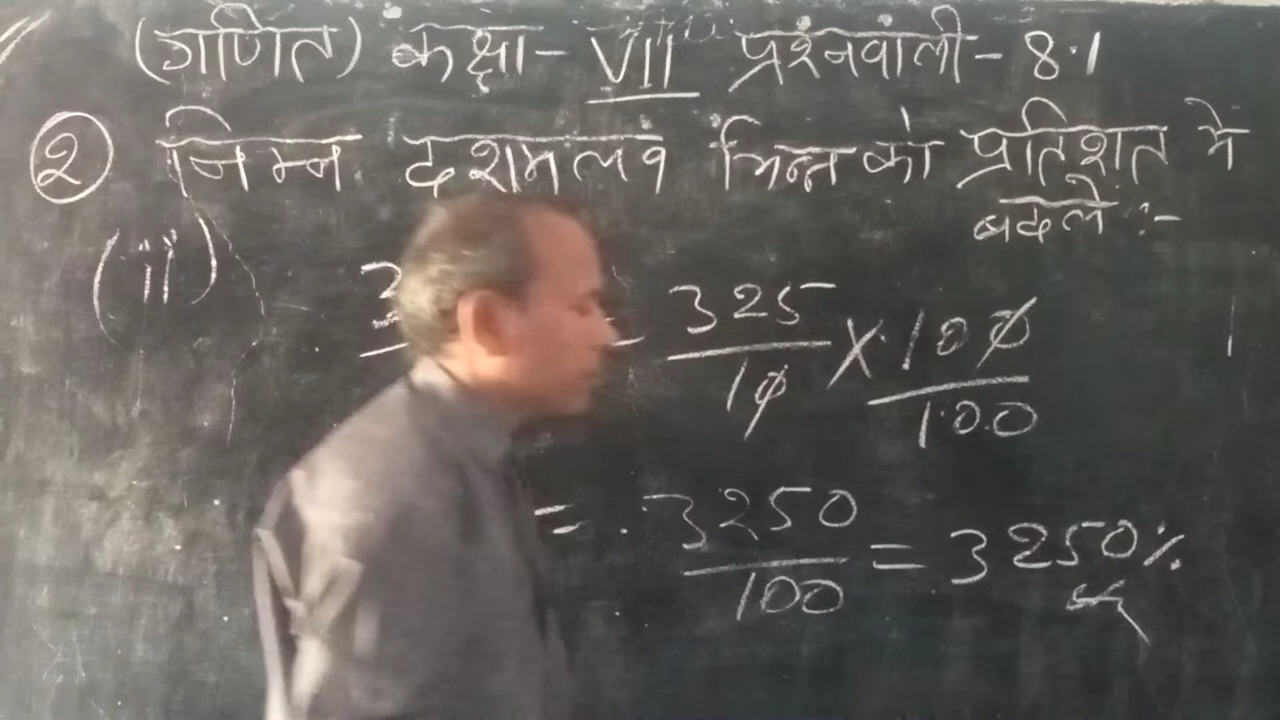 (गणित) कक्षा - VII प्रश्नवाली - 8.1
② निम्न दशमलव भिन्न को प्रतिशत मे
बदले :-
(ii) 325/10 × 100/100
= 3250/100 = 3250%